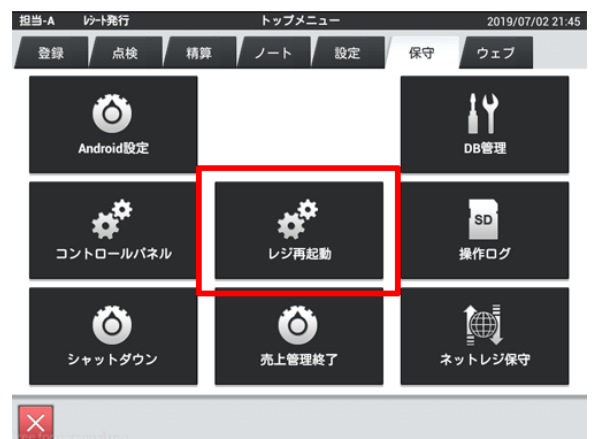 担当-A ﾚｼｰﾄ発行 トップメニュー 2019/07/02 21:45
登録 点検 精算 ノート 設定 保守 ウェブ
Android設定 DB管理
SD
コントロールパネル レジ再起動 操作ログ
シャットダウン 売上管理終了 ネットレジ保守